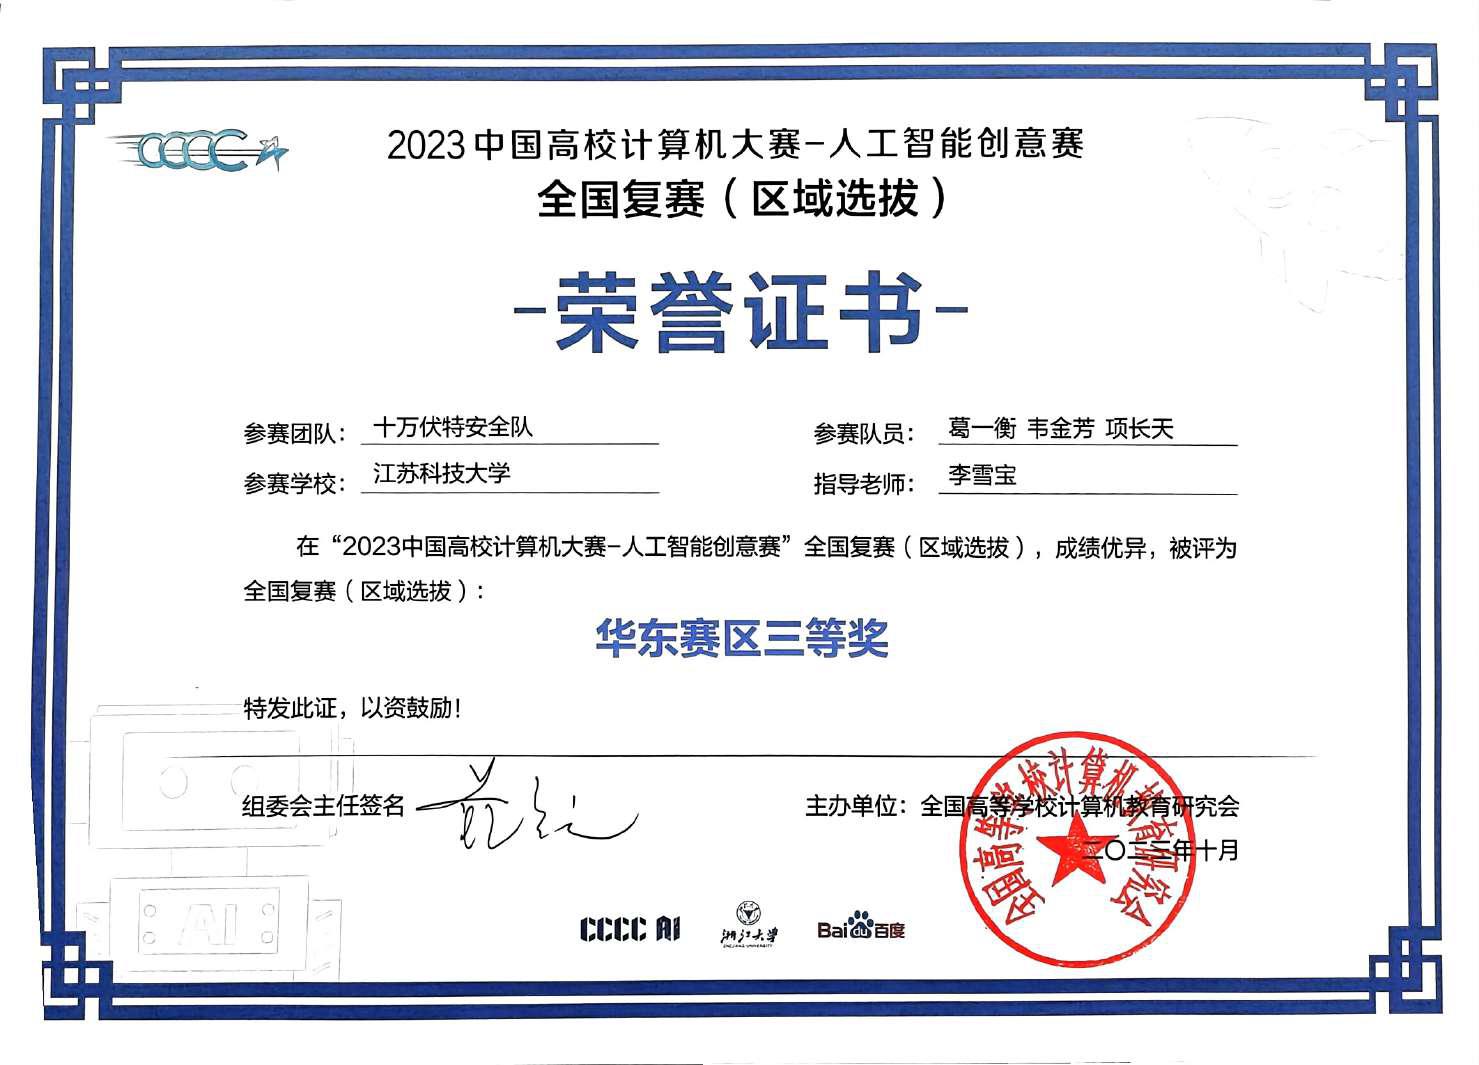 CCCC
2023中国高校计算机大赛-人工智能创意赛
全国复赛（区域选拔）
-荣誉证书-
参赛团队： 十万伏特安全队
参赛队员： 葛一衡 韦金芳 项长天
参赛学校： 江苏科技大学
指导老师： 李雪宝
在“2023中国高校计算机大赛-人工智能创意赛”全国复赛（区域选拔），成绩优异，被评为
全国复赛（区域选拔）：
华东赛区三等奖
特发此证，以资鼓励！
组委会主任签名
主办单位：全国高等学校计算机教育研究会
二〇二三年十月
全国高等学校计算机教育研究会
AI
CCCC AI
浙江大学
ZHEJIANG UNIVERSITY
Bai du 百度